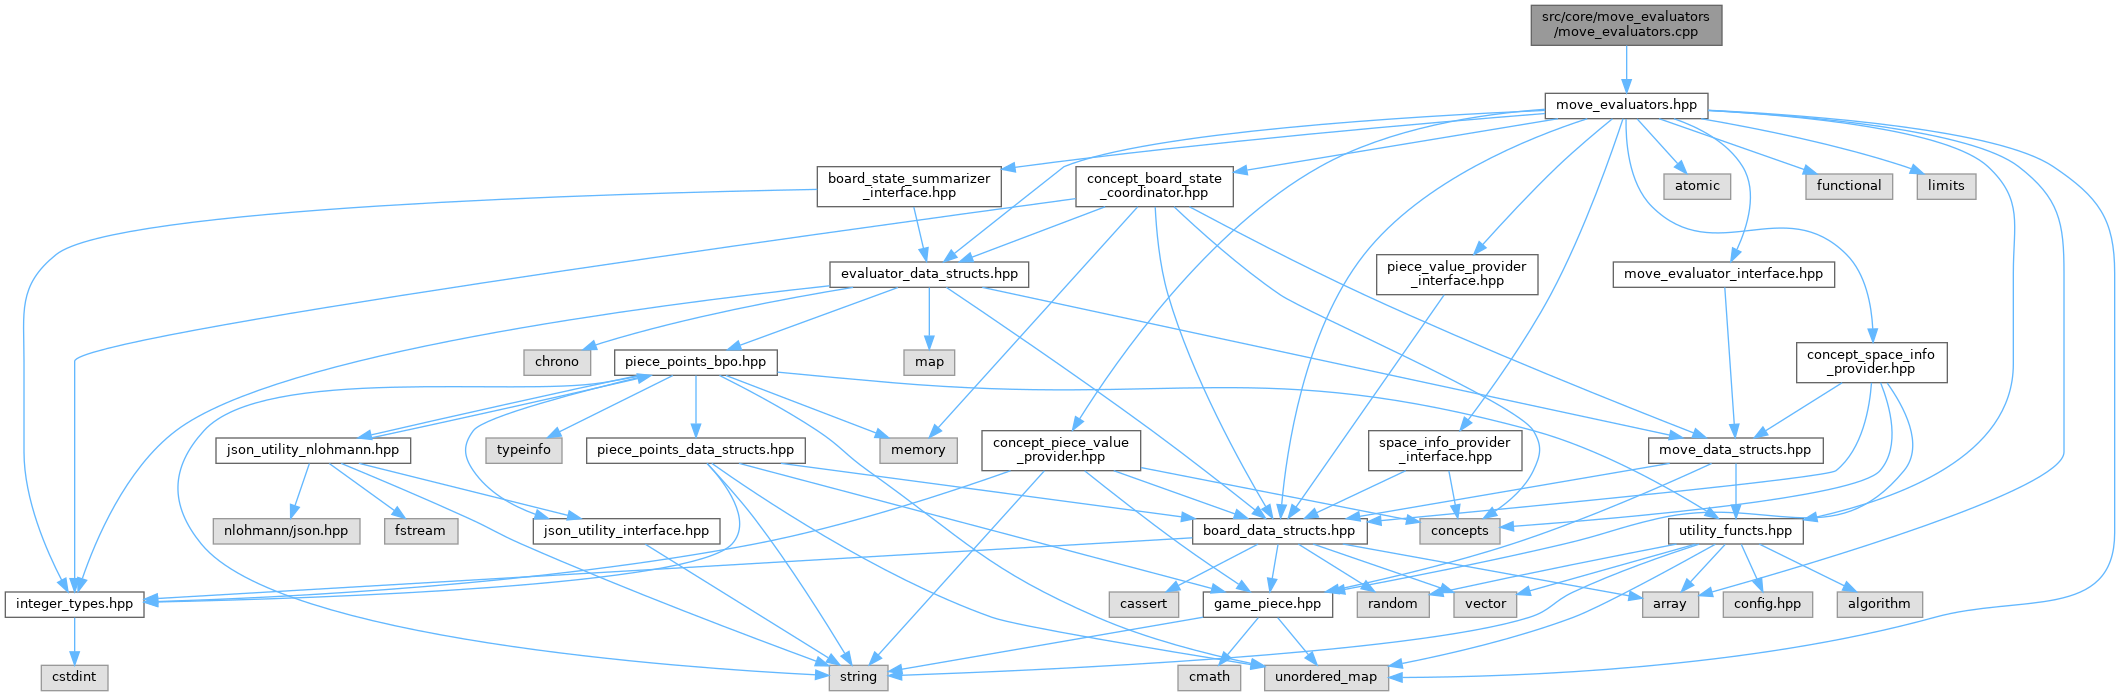 src/core/move_evaluators
/move_evaluators.cpp
move_evaluators.hpp
board_state_summarizer
_interface.hpp
concept_board_state
_coordinator.hpp
atomic
functional
limits
evaluator_data_structs.hpp
piece_value_provider
_interface.hpp
move_evaluator_interface.hpp
chrono
piece_points_bpo.hpp
map
concept_space_info
_provider.hpp
json_utility_nlohmann.hpp
typeinfo
piece_points_data_structs.hpp
memory
concept_piece_value
_provider.hpp
space_info_provider
_interface.hpp
move_data_structs.hpp
nlohmann/json.hpp
fstream
json_utility_interface.hpp
board_data_structs.hpp
concepts
utility_functs.hpp
integer_types.hpp
cassert
game_piece.hpp
random
vector
array
config.hpp
algorithm
cstdint
string
cmath
unordered_map